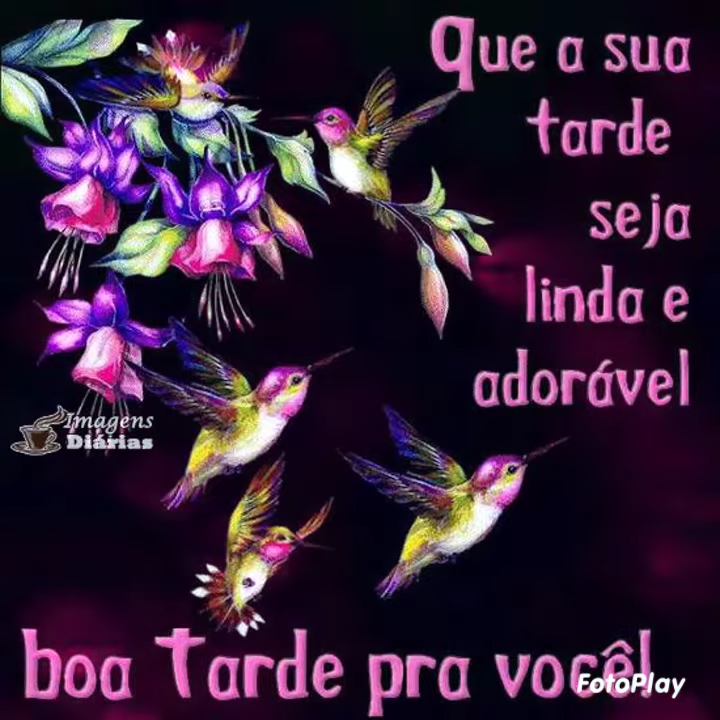 Que a sua
tarde
seja
linda e
adorável
Imagens
Diárias
boa Tarde pra você!
FotoPlay